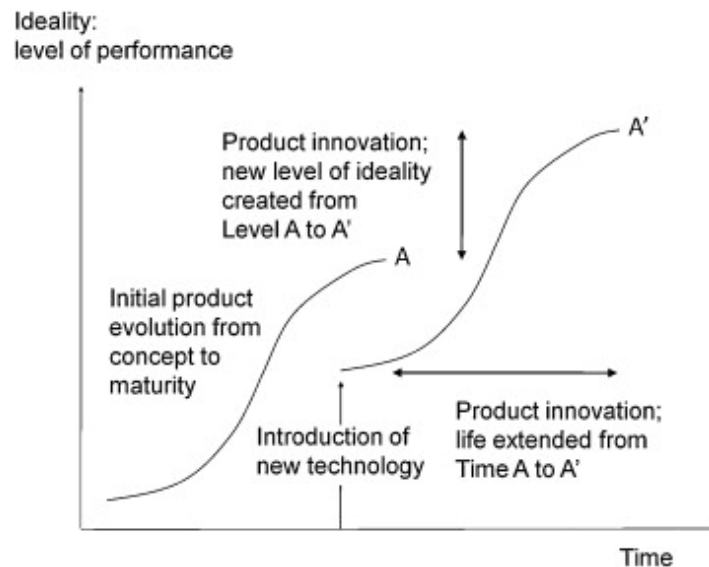 Ideality:
level of performance
Product innovation;
new level of ideality
created from
Level A to A’
A’
A
Initial product
evolution from
concept to
maturity
Introduction of
new technology
Product innovation;
life extended from
Time A to A’
Time